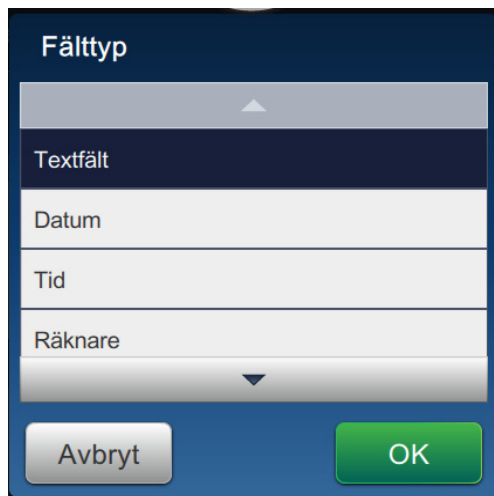 Fälttyp
Textfält
Datum
Tid
Räknare
Avbryt
OK